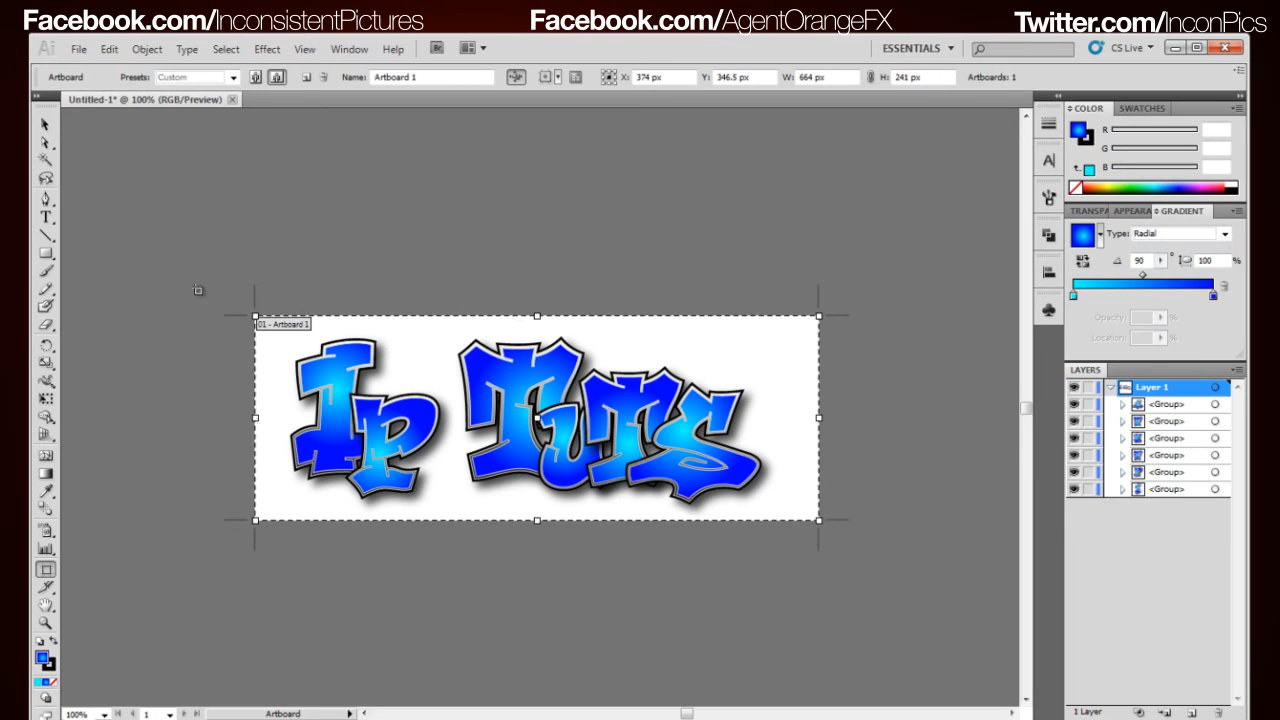 Facebook.com/InconsistentPictures Facebook.com/AgentOrangeFX Twitter.com/InconPics
Ai File Edit Object Type Select Effect View Window Help ESSENTIALS CS Live
Artboard Presets: Custom Name: Artboard 1 X: 374 px Y: 346.5 px W: 664 px H: 241 px Artboards: 1
Untitled-1* @ 100% (RGB/Preview)
COLOR SWATCHES
R
G
B
TRANSPA APPEARA GRADIENT
Type: Radial
90 ° 100 %
Opacity: %
Location: %
01 - Artboard 1
Ip TUTS
LAYERS
Layer 1
<Group>
<Group>
<Group>
<Group>
<Group>
<Group>
100% 1 Artboard
1 Layer